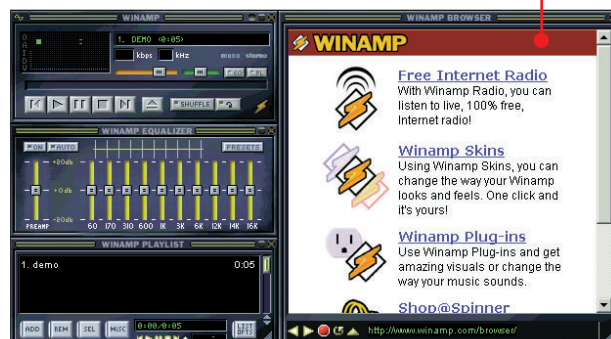 WINAMP
1. DEMO <0:05>
kbps kHz mono stereo
EQ PL
SHUFFLE
WINAMP EQUALIZER
ON AUTO PRESETS
+20db
+0db
-20db
PREAMP 60 170 310 600 1K 3K 6K 12K 14K 16K
WINAMP PLAYLIST
1. demo 0:05
ADD REM SEL MISC 0:00/0:05 LIST OPTS
WINAMP BROWSER
WINAMP
Free Internet Radio
With Winamp Radio, you can
listen to live, 100% free,
Internet radio!
Winamp Skins
Using Winamp Skins, you can
change the way your Winamp
looks and feels. One click and
it's yours!
Winamp Plug-ins
Use Winamp Plug-ins and get
amazing visuals or change the
way your music sounds.
Shop@Spinner
http://www.winamp.com/browser/